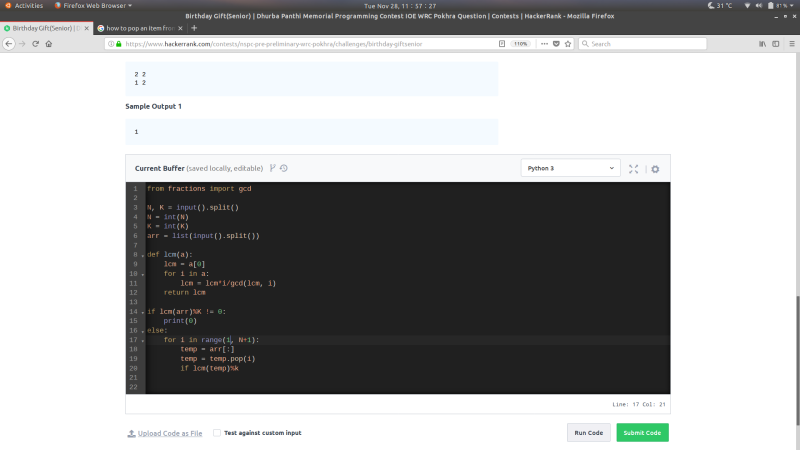 Activities Firefox Web Browser Tue Nov 28, 11:57:27 31 °C 81%
Birthday Gift(Senior) | Dhurba Panthi Memorial Programming Contest IOE WRC Pokhra Question | Contests | HackerRank - Mozilla Firefox
Birthday Gift(Senior) | D how to pop an item from
https://www.hackerrank.com/contests/nspc-pre-preliminary-wrc-pokhra/challenges/birthday-giftsenior 110% Search
2 2
1 2
Sample Output 1
1
Current Buffer (saved locally, editable) Python 3
1 from fractions import gcd
2
3 N, K = input().split()
4 N = int(N)
5 K = int(K)
6 arr = list(input().split())
7
8 def lcm(a):
9 lcm = a[0]
10 for i in a:
11 lcm = lcm*i/gcd(lcm, i)
12 return lcm
13
14 if lcm(arr)%K != 0:
15 print(0)
16 else:
17 for i in range(i, N+1):
18 temp = arr[:]
19 temp = temp.pop(i)
20 if lcm(temp)%k
21
22
Line: 17 Col: 21
Upload Code as File Test against custom input Run Code Submit Code